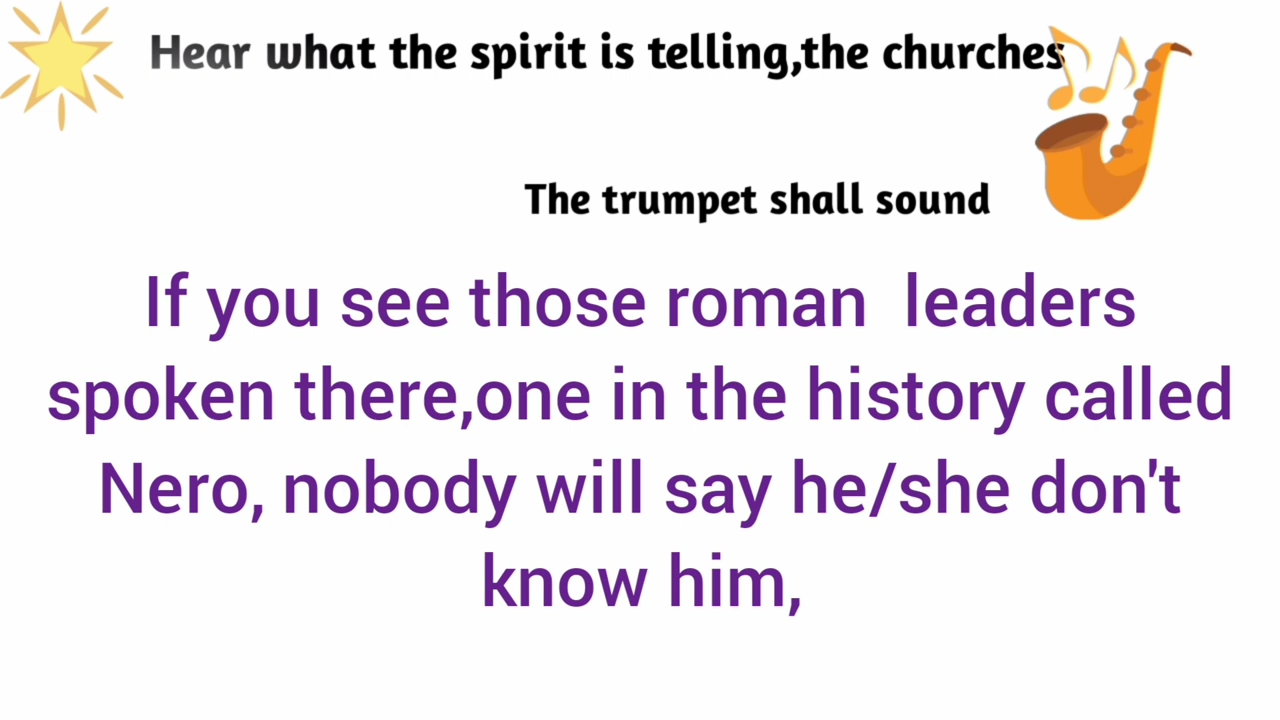 Hear what the spirit is telling,the churches
The trumpet shall sound
If you see those roman  leaders
spoken there,one in the history called
Nero, nobody will say he/she don't
know him,